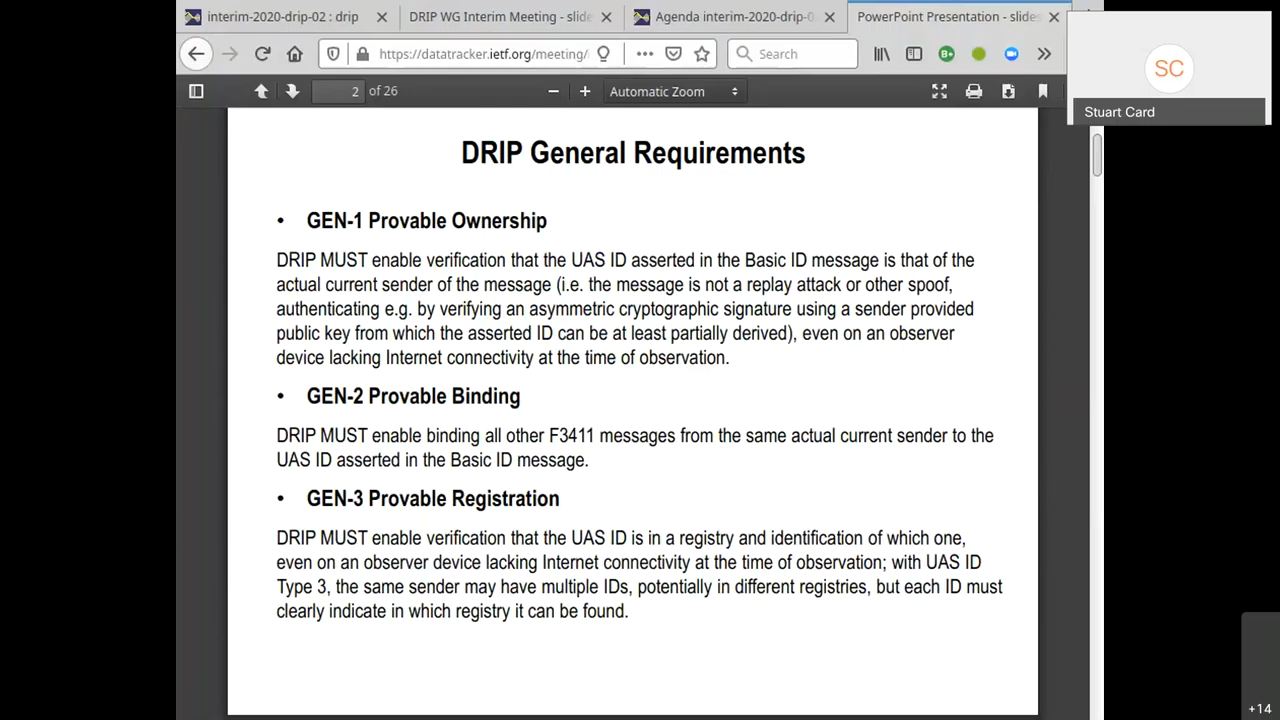 interim-2020-drip-02 : drip
DRIP WG Interim Meeting - slide
Agenda interim-2020-drip-0
PowerPoint Presentation - slides
https://datatracker.ietf.org/meeting/
Search
2 of 26
Automatic Zoom
SC
Stuart Card
DRIP General Requirements
• GEN-1 Provable Ownership
DRIP MUST enable verification that the UAS ID asserted in the Basic ID message is that of the
actual current sender of the message (i.e. the message is not a replay attack or other spoof,
authenticating e.g. by verifying an asymmetric cryptographic signature using a sender provided
public key from which the asserted ID can be at least partially derived), even on an observer
device lacking Internet connectivity at the time of observation.
• GEN-2 Provable Binding
DRIP MUST enable binding all other F3411 messages from the same actual current sender to the
UAS ID asserted in the Basic ID message.
• GEN-3 Provable Registration
DRIP MUST enable verification that the UAS ID is in a registry and identification of which one,
even on an observer device lacking Internet connectivity at the time of observation; with UAS ID
Type 3, the same sender may have multiple IDs, potentially in different registries, but each ID must
clearly indicate in which registry it can be found.
+14